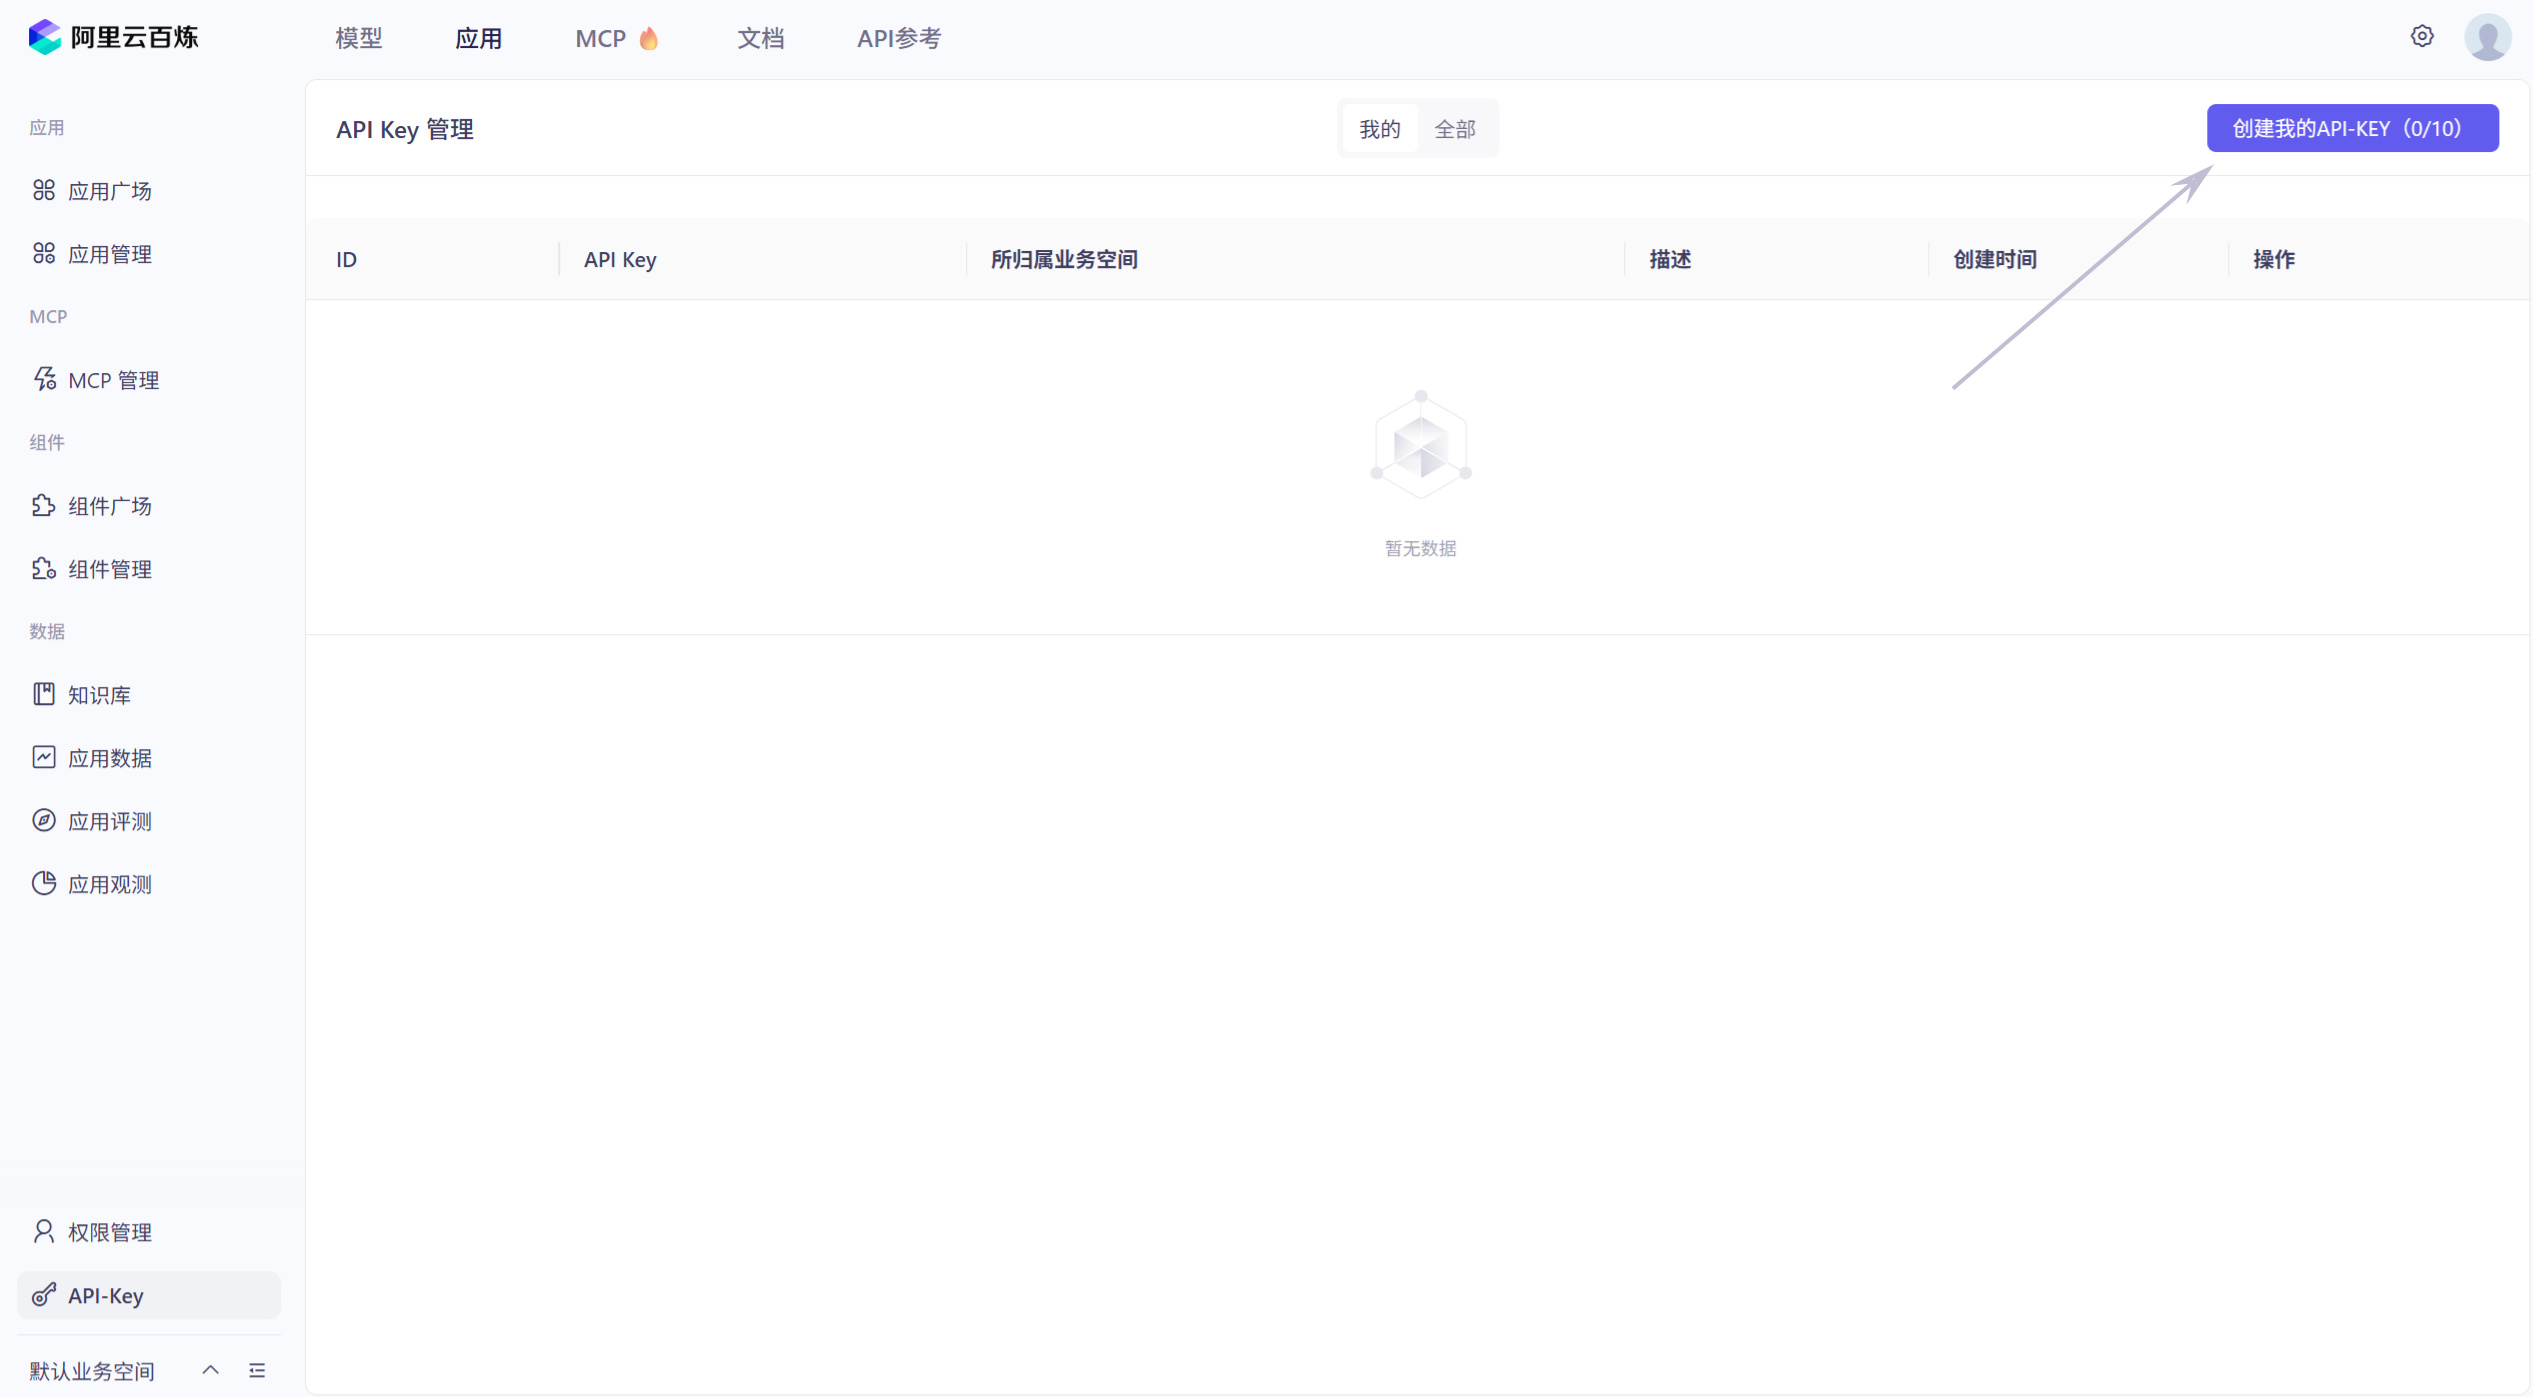 阿里云百炼
模型 应用 MCP 文档 API参考
应用
应用广场
应用管理
MCP
MCP 管理
组件
组件广场
组件管理
数据
知识库
应用数据
应用评测
应用观测
权限管理
API-Key
默认业务空间
API Key 管理
我的 全部
创建我的API-KEY（0/10）
ID API Key 所归属业务空间 描述 创建时间 操作
暂无数据